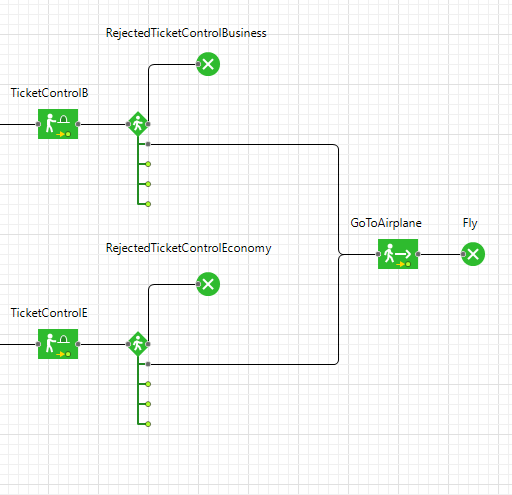 RejectedTicketControlBusiness
TicketControlB
GoToAirplane
Fly
RejectedTicketControlEconomy
TicketControlE